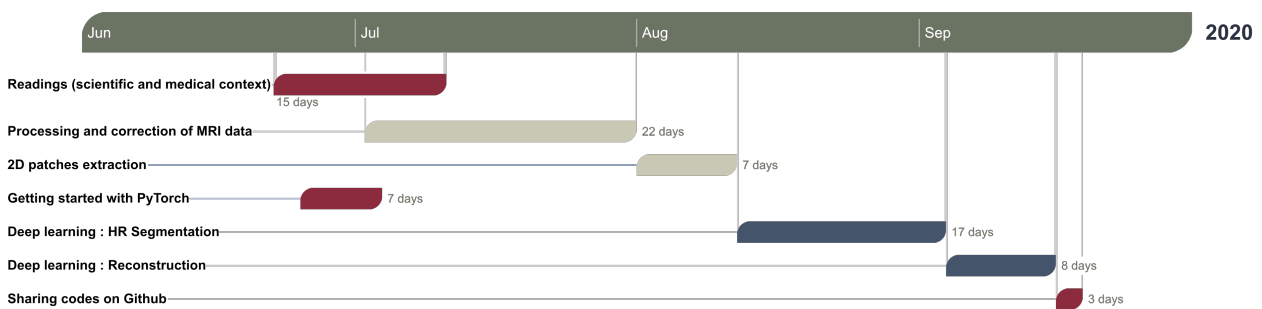 Jun Jul Aug Sep 2020
Readings (scientific and medical context)
15 days
Processing and correction of MRI data 22 days
2D patches extraction 7 days
Getting started with PyTorch 7 days
Deep learning : HR Segmentation 17 days
Deep learning : Reconstruction 8 days
Sharing codes on Github 3 days